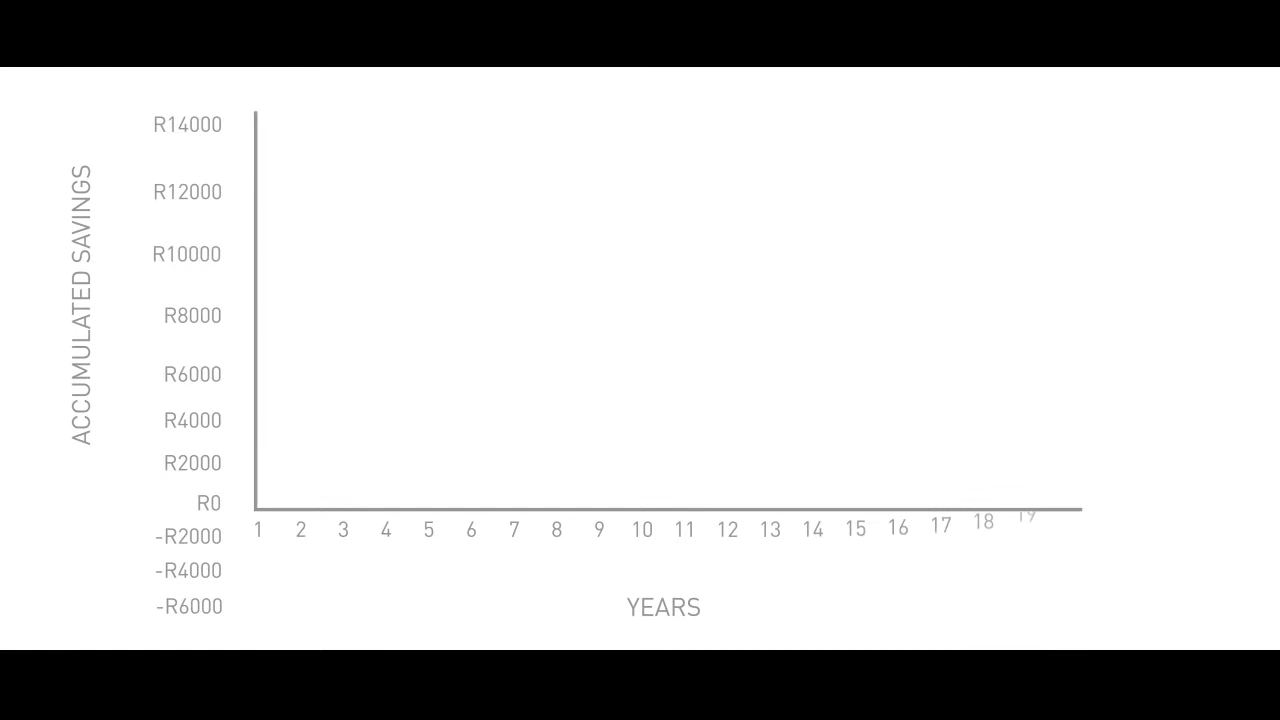 ACCUMULATED SAVINGS
R14000
R12000
R10000
R8000
R6000
R4000
R2000
R0
-R2000
-R4000
-R6000
1 2 3 4 5 6 7 8 9 10 11 12 13 14 15 16 17 18 19
YEARS